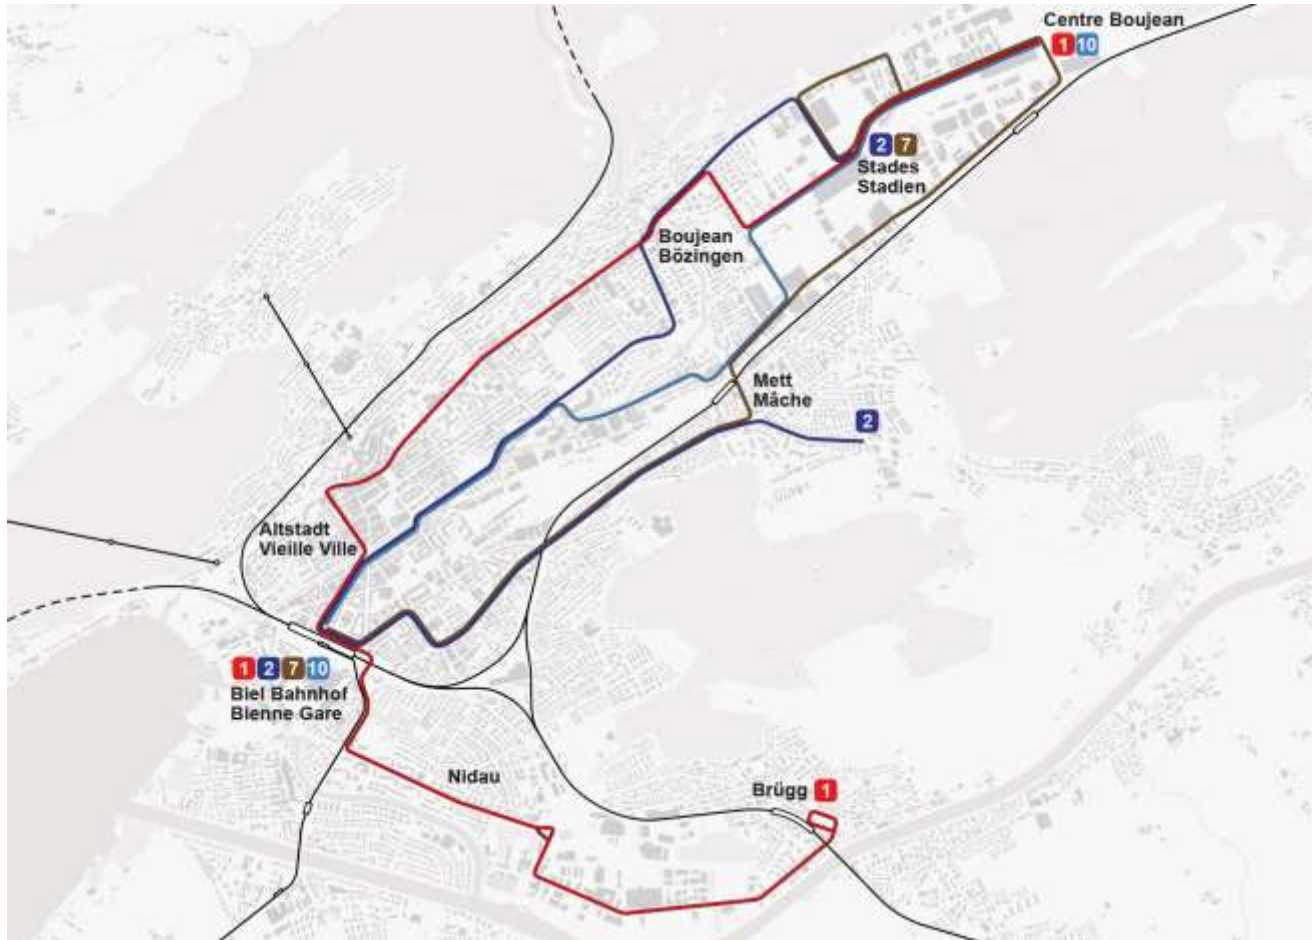 Centre Boujean
1 10
2 7
Stades
Stadien
Boujean
Bözingen
Mett
Mâche
2
Altstadt
Vieille Ville
1 2 7 10
Biel Bahnhof
Bienne Gare
Nidau
Brügg 1